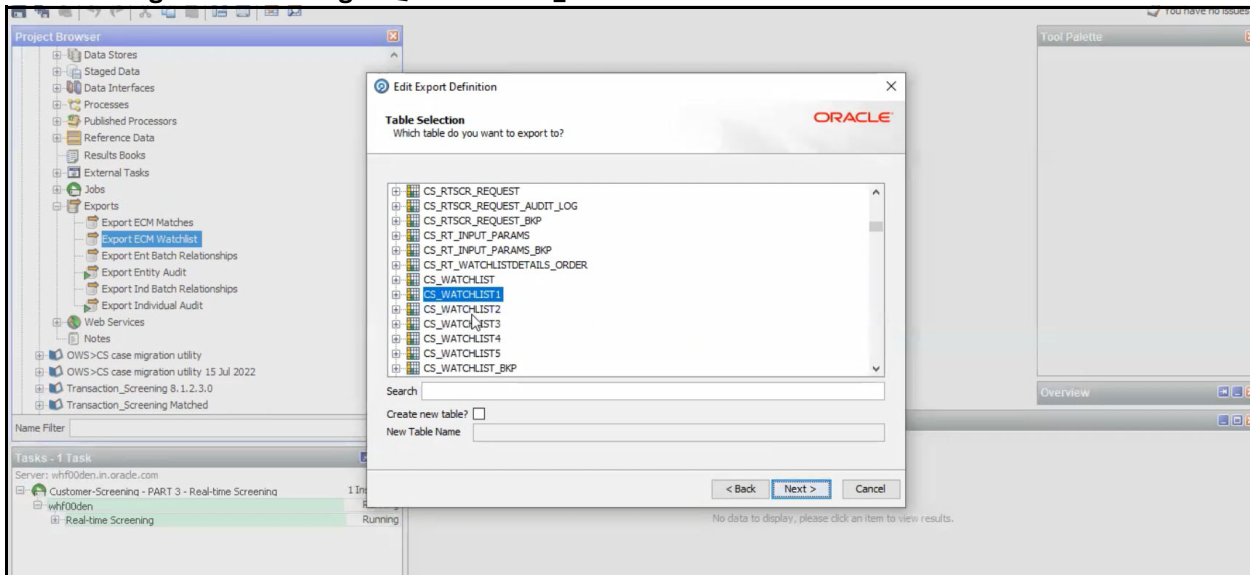 You have no issues
Project Browser
Data Stores
Staged Data
Data Interfaces
Processes
Published Processors
Reference Data
Results Books
External Tasks
Jobs
Exports
Export ECM Matches
Export ECM Watchlist
Export Ent Batch Relationships
Export Entity Audit
Export Ind Batch Relationships
Export Individual Audit
Web Services
Notes
OWS>CS case migration utility
OWS>CS case migration utility 15 Jul 2022
Transaction_Screening 8.1.2.3.0
Transaction_Screening Matched
Name Filter
Tasks - 1 Task
Server: whf00den.in.oracle.com
Customer-Screening - PART 3 - Real-time Screening 1 Ins
whf00den
Real-time Screening Running
Edit Export Definition
Table Selection
Which table do you want to export to?
ORACLE
CS_RTSCR_REQUEST
CS_RTSCR_REQUEST_AUDIT_LOG
CS_RTSCR_REQUEST_BKP
CS_RT_INPUT_PARAMS
CS_RT_INPUT_PARAMS_BKP
CS_RT_WATCHLISTDETAILS_ORDER
CS_WATCHLIST
CS_WATCHLIST1
CS_WATCHLIST2
CS_WATCHLIST3
CS_WATCHLIST4
CS_WATCHLIST5
CS_WATCHLIST_BKP
Search
Create new table?
New Table Name
< Back Next > Cancel
Tool Palette
Overview
No data to display, please click an item to view results.